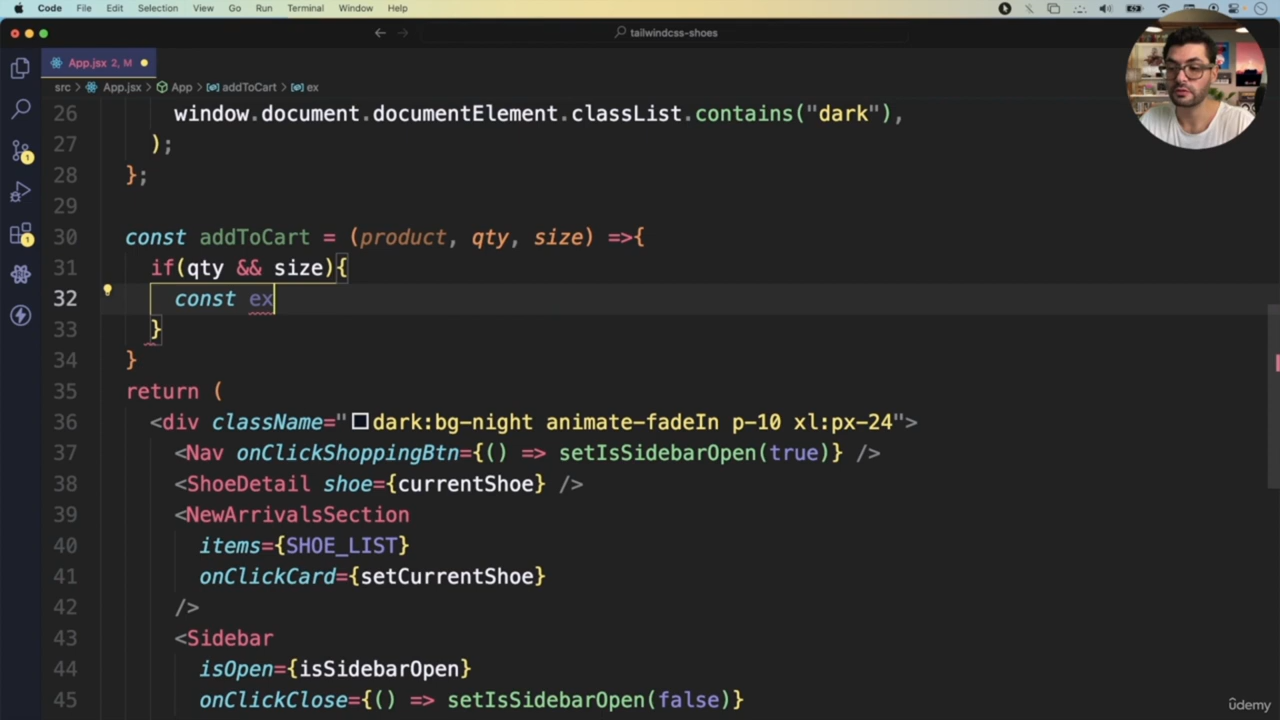 Code File Edit Selection View Go Run Terminal Window Help
tailwindcss-shoes
App.jsx 2, M
src > App.jsx > App > addToCart > ex
26 window.document.documentElement.classList.contains("dark"),
27 );
28 };
29
30 const addToCart = (product, qty, size) =>{
31 if(qty && size){
32 const ex
33 }
34 }
35 return (
36 <div className="dark:bg-night animate-fadeIn p-10 xl:px-24">
37 <Nav onClickShoppingBtn={() => setIsSidebarOpen(true)} />
38 <ShoeDetail shoe={currentShoe} />
39 <NewArrivalsSection
40 items={SHOE_LIST}
41 onClickCard={setCurrentShoe}
42 />
43 <Sidebar
44 isOpen={isSidebarOpen}
45 onClickClose={() => setIsSidebarOpen(false)}
1
1
ûdemy